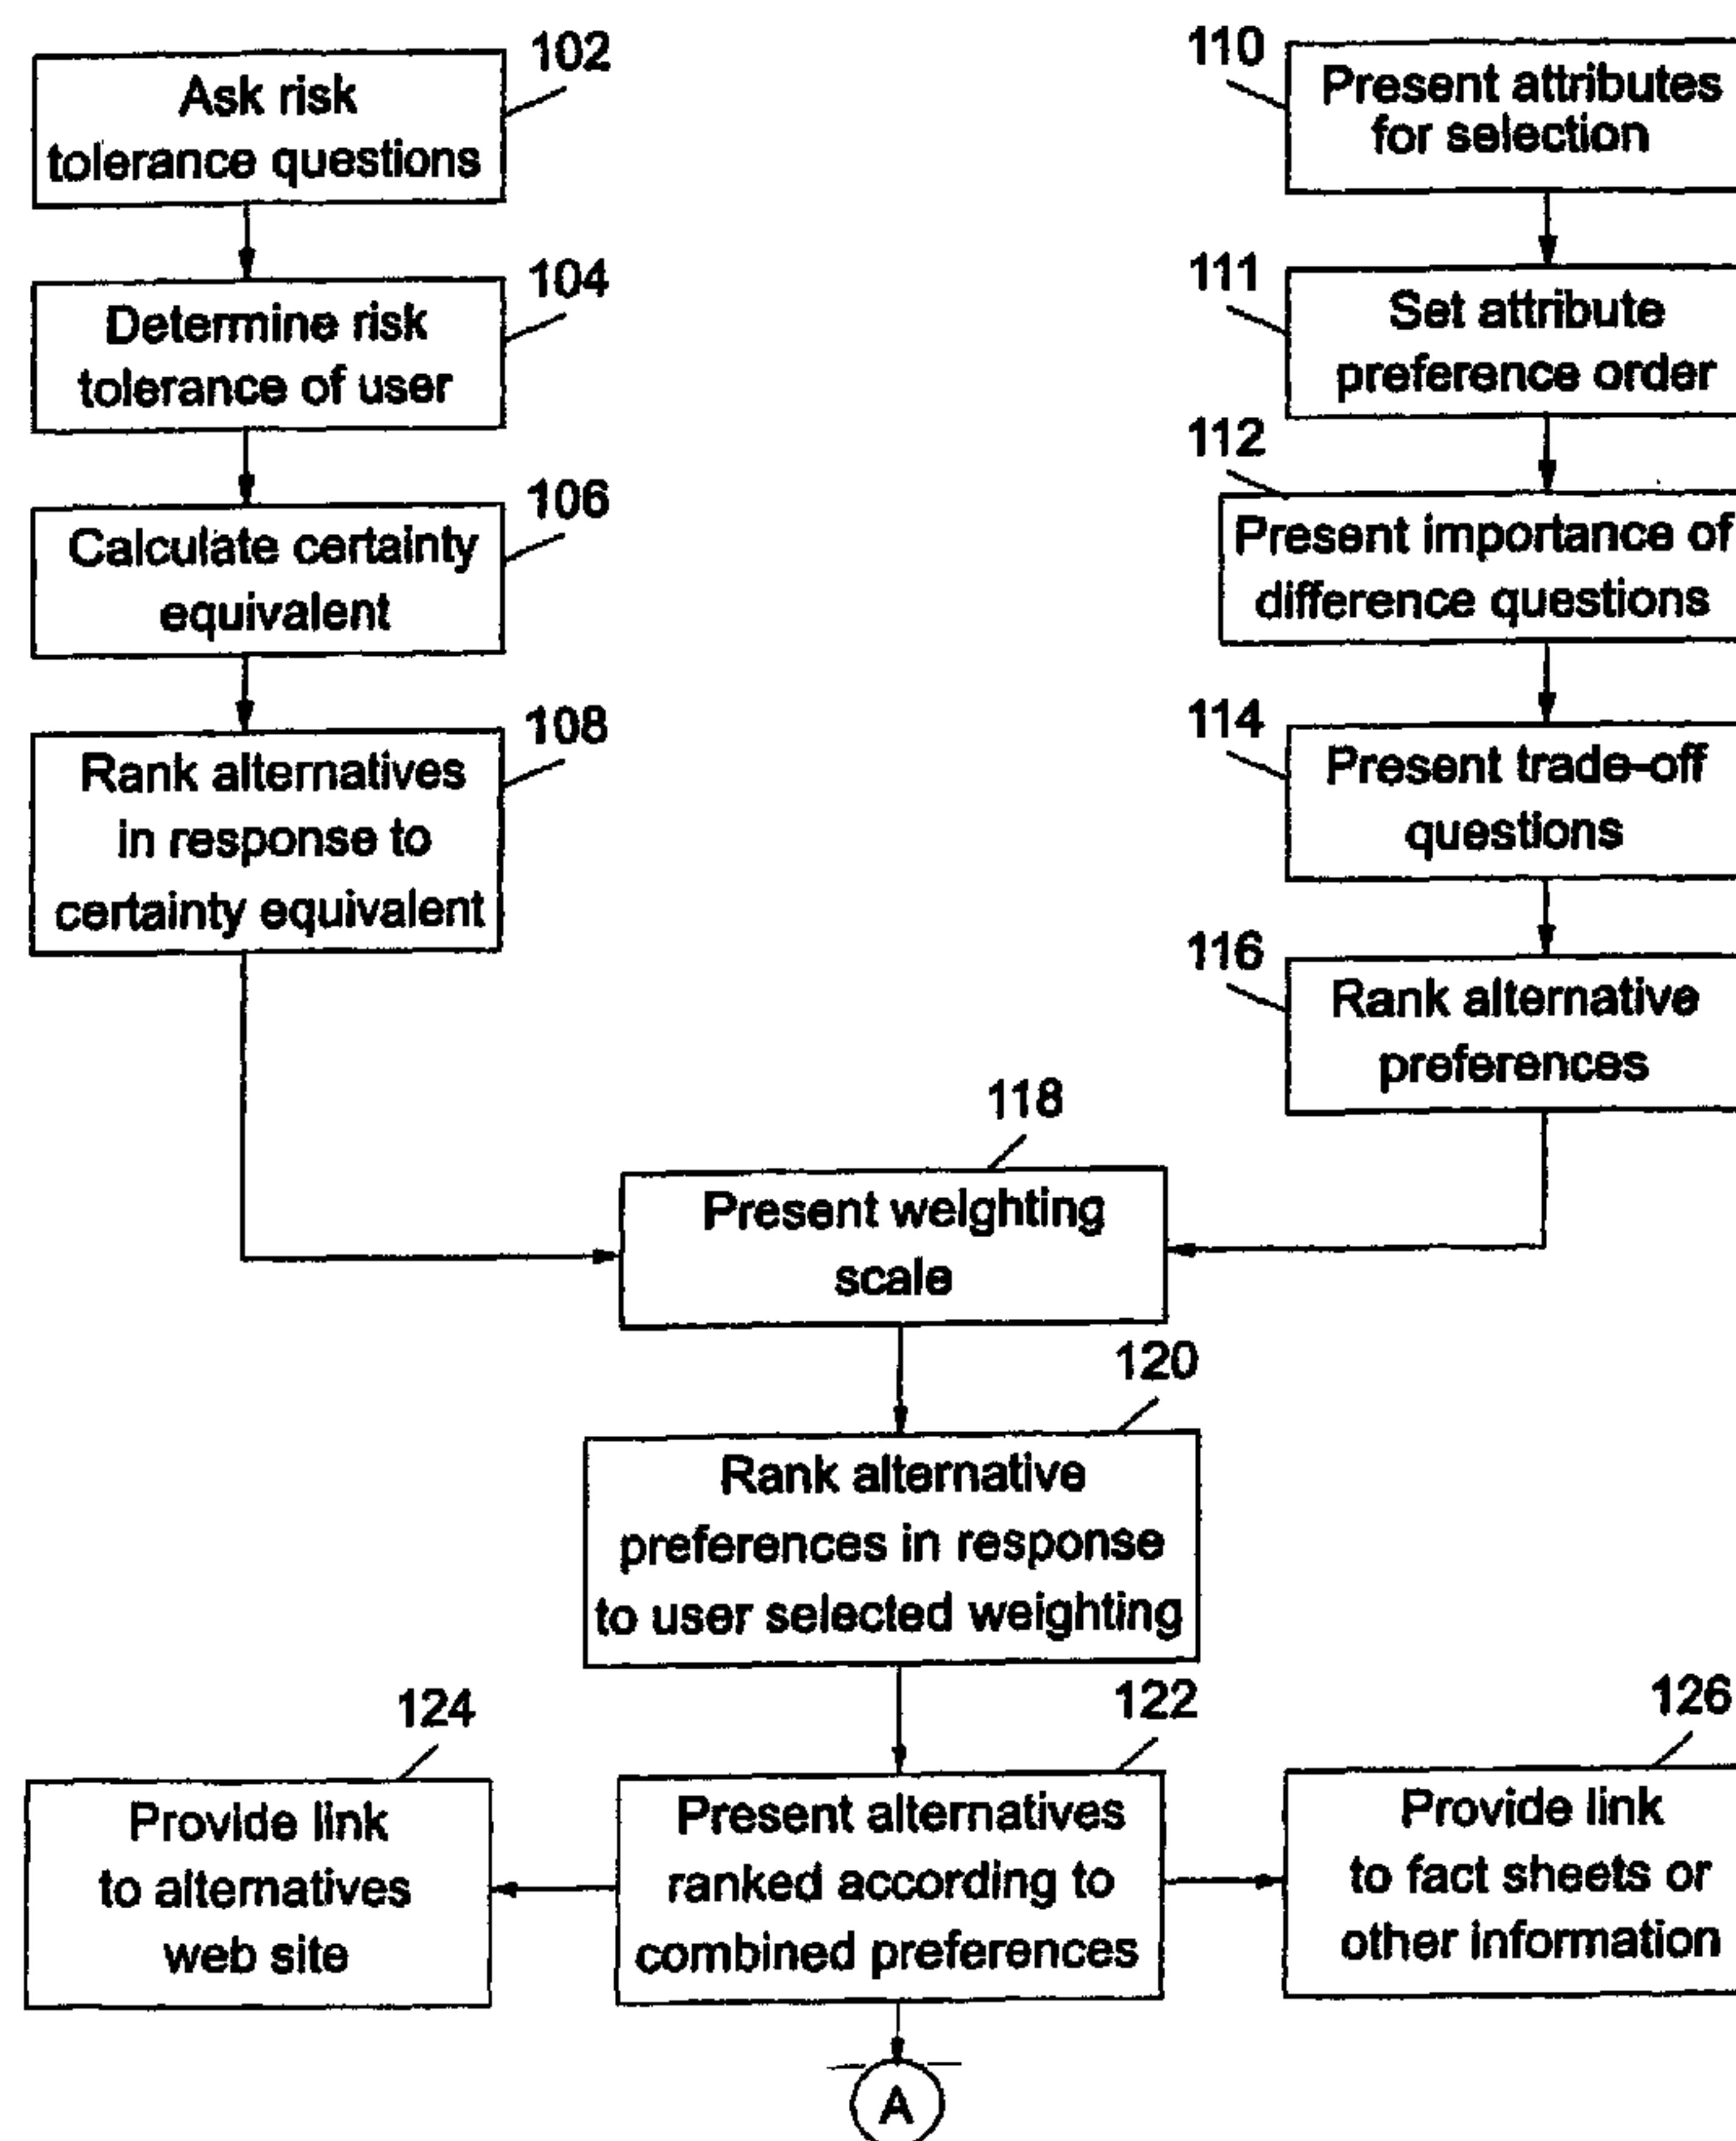 102
Ask risk
tolerance questions
104
Determine risk
tolerance of user
106
Calculate certainty
equivalent
108
Rank alternatives
in response to
certainty equivalent
110
Present attributes
for selection
111
Set attribute
preference order
112
Present importance of
difference questions
114
Present trade-off
questions
116
Rank alternative
preferences
118
Present weighting
scale
120
Rank alternative
preferences in response
to user selected weighting
122
Present alternatives
ranked according to
combined preferences
124
Provide link
to alternatives
web site
126
Provide link
to fact sheets or
other information
A